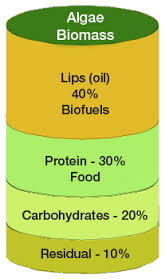 Algae
Biomass
Lips (oil)
40%
Biofuels
Protein - 30%
Food
Carbohydrates - 20%
Residual - 10%